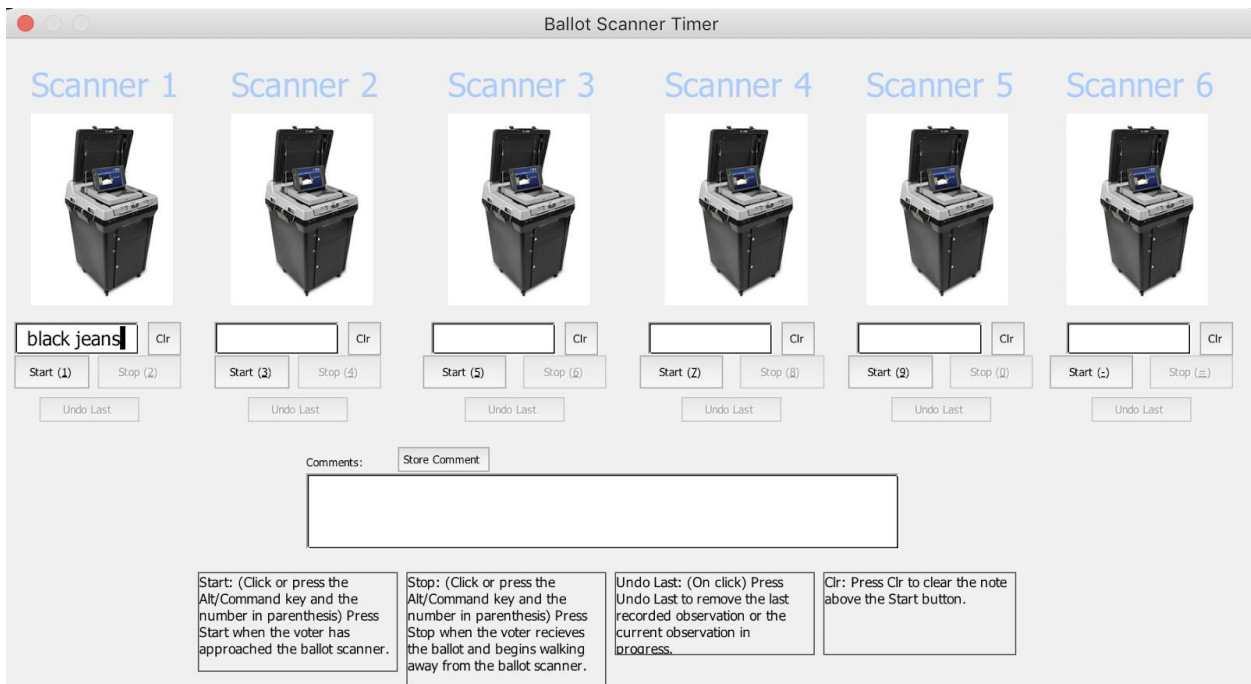 Ballot Scanner Timer
Scanner 1 Scanner 2 Scanner 3 Scanner 4 Scanner 5 Scanner 6
black jeans Clr Clr Clr Clr Clr Clr
Start (1) Stop (2) Start (3) Stop (4) Start (5) Stop (6) Start (7) Stop (8) Start (9) Stop (0) Start (-) Stop (=)
Undo Last Undo Last Undo Last Undo Last Undo Last Undo Last
Comments: Store Comment
Start: (Click or press the
Alt/Command key and the
number in parenthesis) Press
Start when the voter has
approached the ballot scanner.
Stop: (Click or press the
Alt/Command key and the
number in parenthesis) Press
Stop when the voter recieves
the ballot and begins walking
away from the ballot scanner.
Undo Last: (On click) Press
Undo Last to remove the last
recorded observation or the
current observation in
progress.
Clr: Press Clr to clear the note
above the Start button.